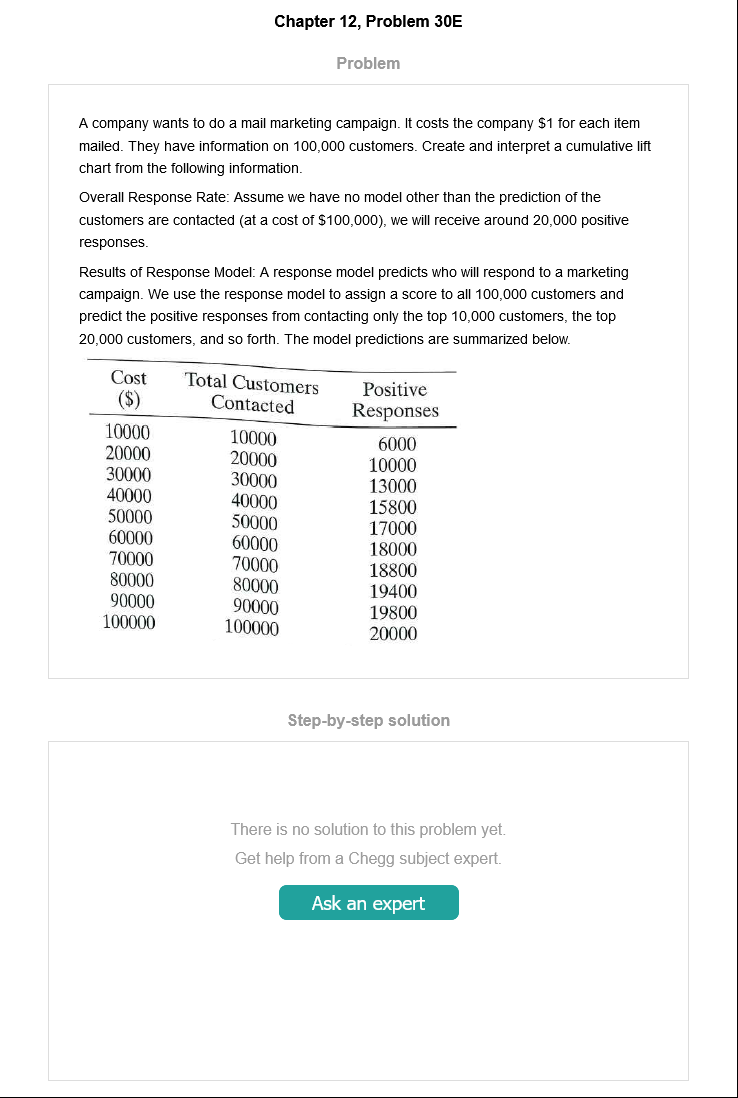 Chapter 12, Problem 30E
Problem
A company wants to do a mail marketing campaign. It costs the company $1 for each item
mailed. They have information on 100,000 customers. Create and interpret a cumulative lift
chart from the following information.
Overall Response Rate: Assume we have no model other than the prediction of the
customers are contacted (at a cost of $100,000), we will receive around 20,000 positive
responses.
Results of Response Model: A response model predicts who will respond to a marketing
campaign. We use the response model to assign a score to all 100,000 customers and
predict the positive responses from contacting only the top 10,000 customers, the top
20,000 customers, and so forth. The model predictions are summarized below.
Cost Total Customers Positive
($) Contacted Responses
10000 10000 6000
20000 20000 10000
30000 30000 13000
40000 40000 15800
50000 50000 17000
60000 60000 18000
70000 70000 18800
80000 80000 19400
90000 90000 19800
100000 100000 20000
Step-by-step solution
There is no solution to this problem yet.
Get help from a Chegg subject expert.
Ask an expert